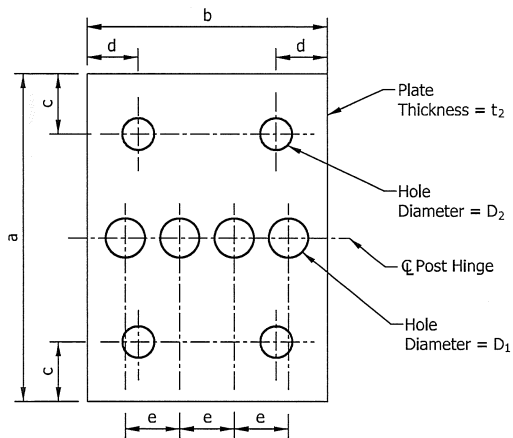 b
d
d
c
Plate
Thickness = t₂
Hole
Diameter = D₂
a
℄ Post Hinge
Hole
Diameter = D₁
c
e
e
e